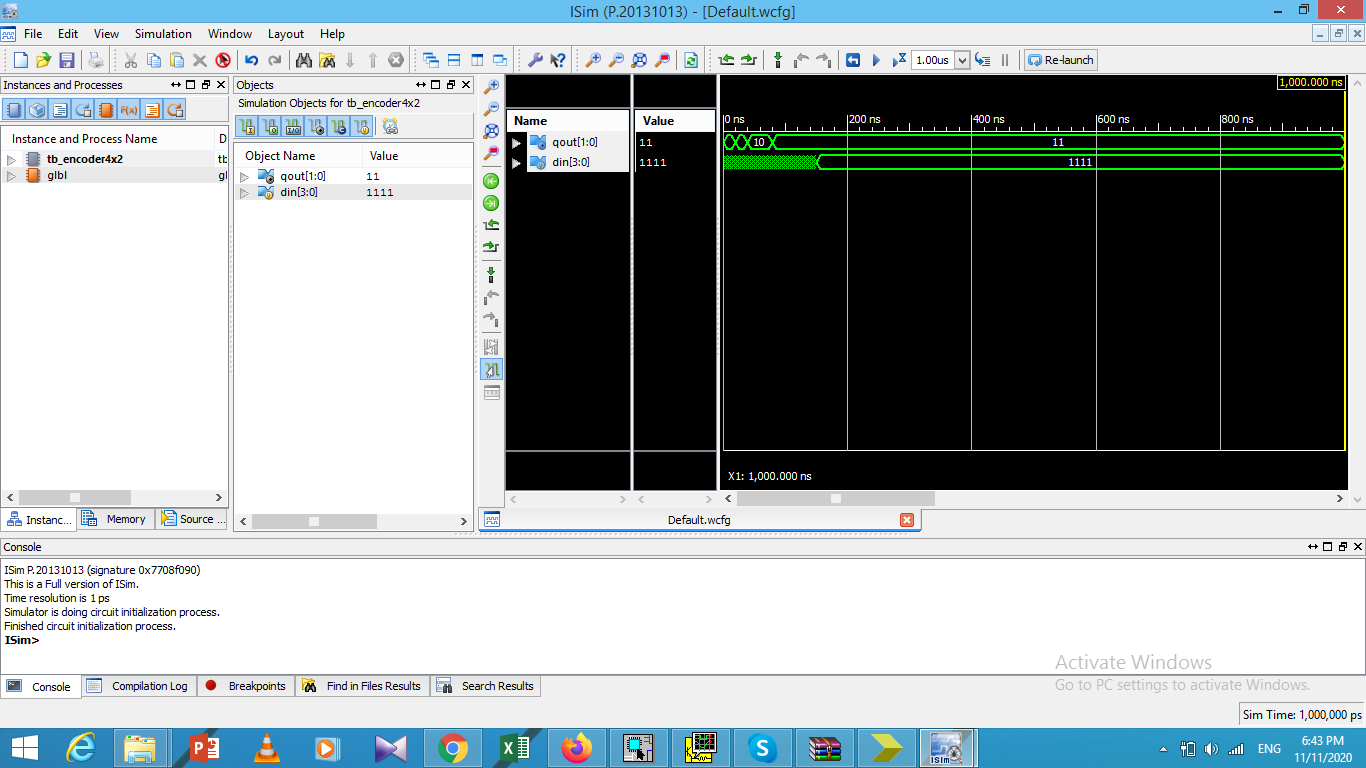 ISim (P.20131013) - [Default.wcfg]
File Edit View Simulation Window Layout Help
1.00us Re-launch
Instances and Processes
Instance and Process Name D
tb_encoder4x2 tb
glbl gl
Instanc... Memory Source ...
Objects
Simulation Objects for tb_encoder4x2
Object Name Value
qout[1:0] 11
din[3:0] 1111
Name Value
qout[1:0] 11
din[3:0] 1111
1,000.000 ns
0 ns 200 ns 400 ns 600 ns 800 ns
10 11
1111
X1: 1,000.000 ns
Default.wcfg
Console
ISim P.20131013 (signature 0x7708f090)
This is a Full version of ISim.
Time resolution is 1 ps
Simulator is doing circuit initialization process.
Finished circuit initialization process.
ISim>
Activate Windows
Go to PC settings to activate Windows.
Console Compilation Log Breakpoints Find in Files Results Search Results
Sim Time: 1,000,000 ps
ENG
6:43 PM
11/11/2020